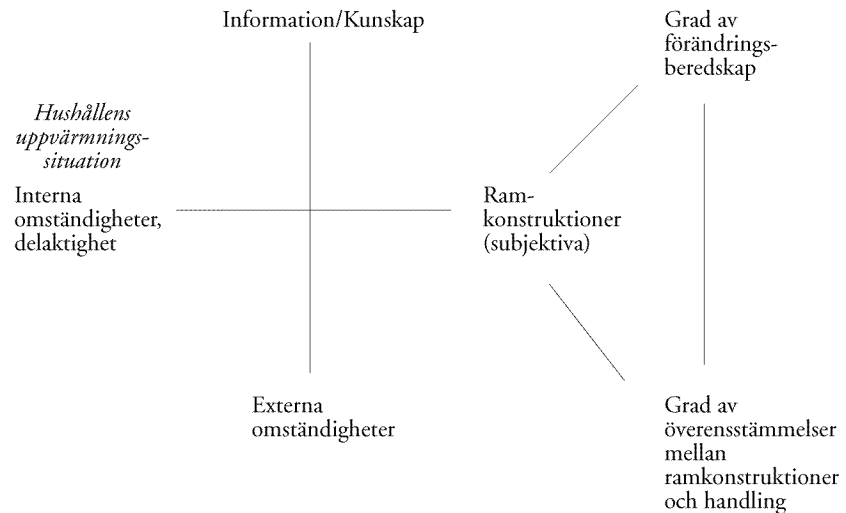 Information/Kunskap
Grad av
förändrings-
beredskap
Hushållens
uppvärmnings-
situation
Interna
omständigheter,
delaktighet
Ram-
konstruktioner
(subjektiva)
Externa
omständigheter
Grad av
överensstämmelser
mellan
ramkonstruktioner
och handling